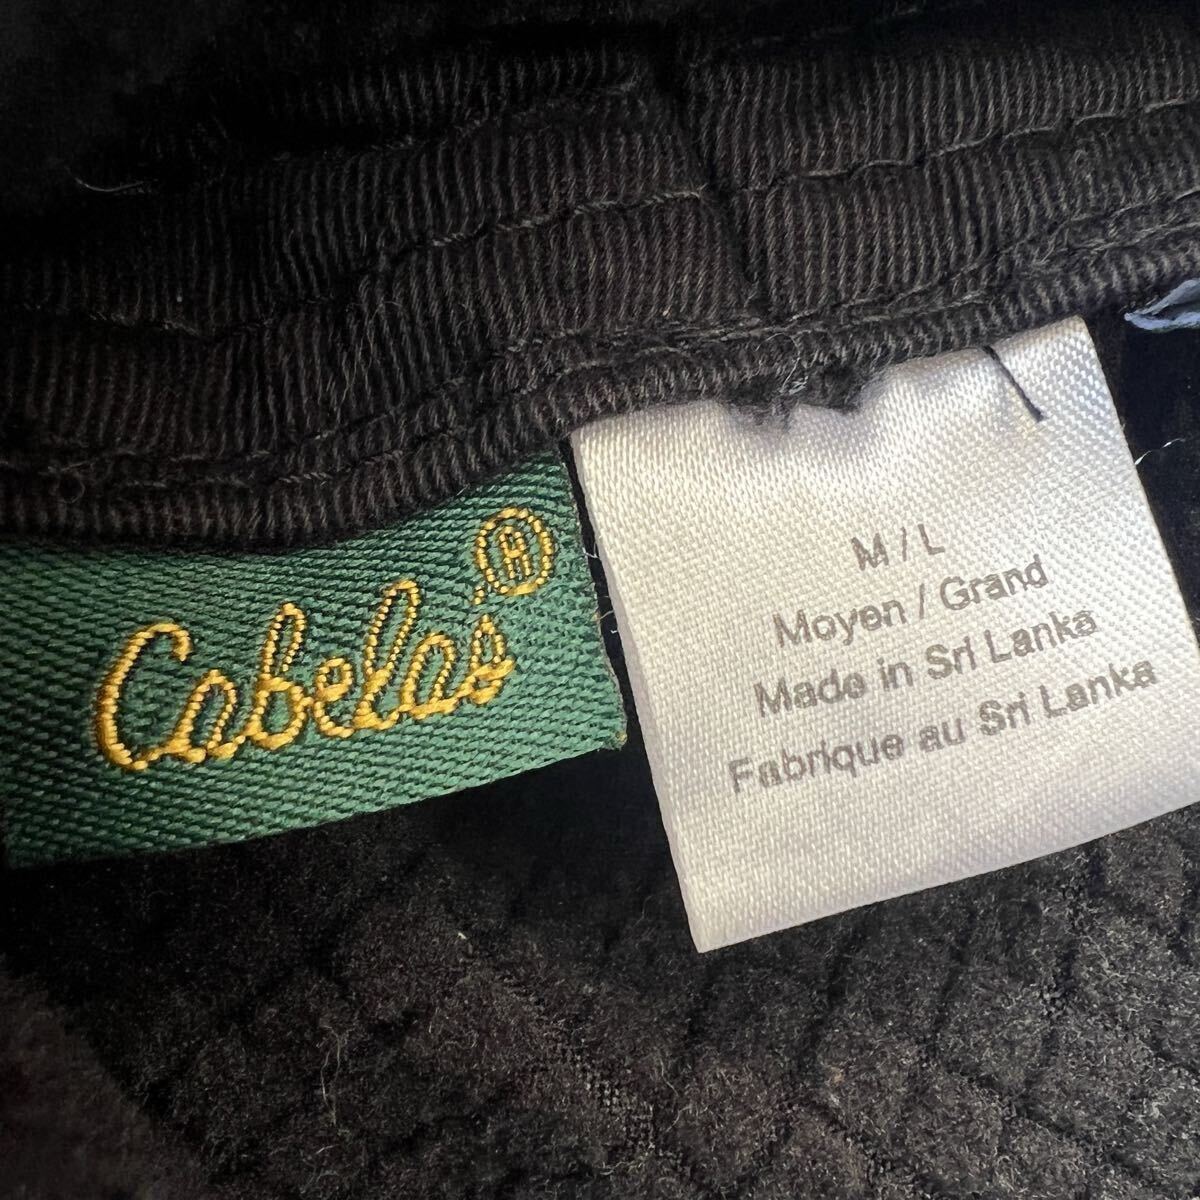 Cabela's®
M / L
Moyen / Grand
Made in Sri Lanka
Fabrique au Sri Lanka